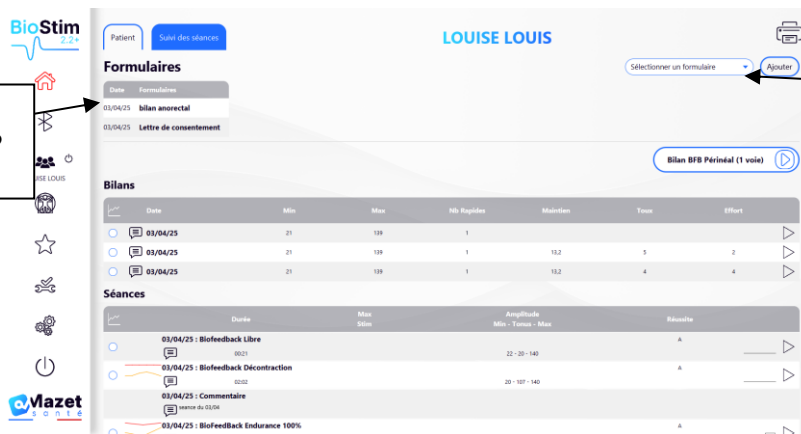 BioStim
2.2+
Patient
Suivi des séances
LOUISE LOUIS
Formulaires
Sélectionner un formulaire
Ajouter
Date Formulaires
03/04/25 bilan anorectal
03/04/25 Lettre de consentement
Bilan BFB Périnéal (1 voie)
Bilans
Date Min Max Nb Rapides Maintien Toux Effort
03/04/25 21 139 1
03/04/25 21 139 1 13,2 5 2
03/04/25 21 139 1 13,2 4 4
Séances
Durée Max Stim Amplitude Min - Tonus - Max Réussite
03/04/25 : Biofeedback Libre A
00:21 22 - 20 - 140
03/04/25 : Biofeedback Décontraction A
02:02 20 - 107 - 140
03/04/25 : Commentaire
seance du 03/04
03/04/25 : BioFeedBack Endurance 100% A
Mazet
santé